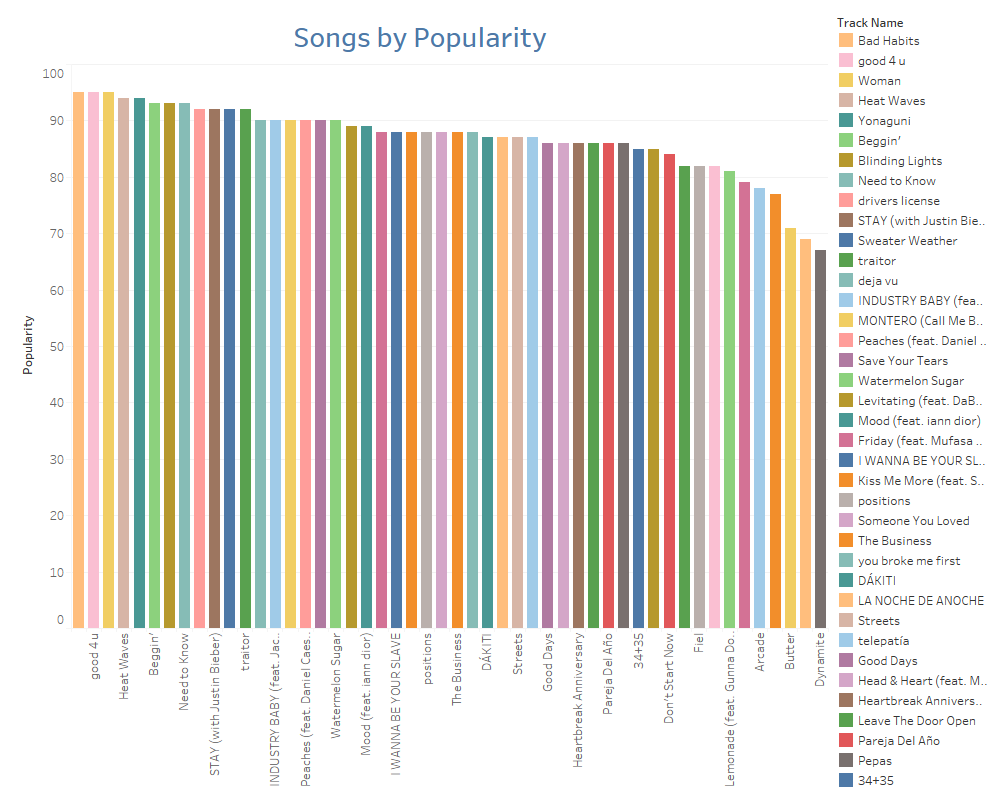 Songs by Popularity
Track Name
Bad Habits
good 4 u
Woman
Heat Waves
Yonaguni
Beggin’
Blinding Lights
Need to Know
drivers license
STAY (with Justin Bie..
Sweater Weather
traitor
deja vu
INDUSTRY BABY (fea..
MONTERO (Call Me B..
Peaches (feat. Daniel ..
Save Your Tears
Watermelon Sugar
Levitating (feat. DaB..
Mood (feat. iann dior)
Friday (feat. Mufasa ..
I WANNA BE YOUR SL..
Kiss Me More (feat. S..
positions
Someone You Loved
The Business
you broke me first
DÁKITI
LA NOCHE DE ANOCHE
Streets
telepatía
Good Days
Head & Heart (feat. M..
Heartbreak Annivers..
Leave The Door Open
Pareja Del Año
Pepas
34+35
Popularity
100
90
80
70
60
50
40
30
20
10
0
good 4 u
Heat Waves
Beggin’
Need to Know
STAY (with Justin Bieber)
traitor
INDUSTRY BABY (feat. Jac..
Peaches (feat. Daniel Caes..
Watermelon Sugar
Mood (feat. iann dior)
I WANNA BE YOUR SLAVE
positions
The Business
DÁKITI
Streets
Good Days
Heartbreak Anniversary
Pareja Del Año
34+35
Don’t Start Now
Fiel
Lemonade (feat. Gunna Do..
Arcade
Butter
Dynamite